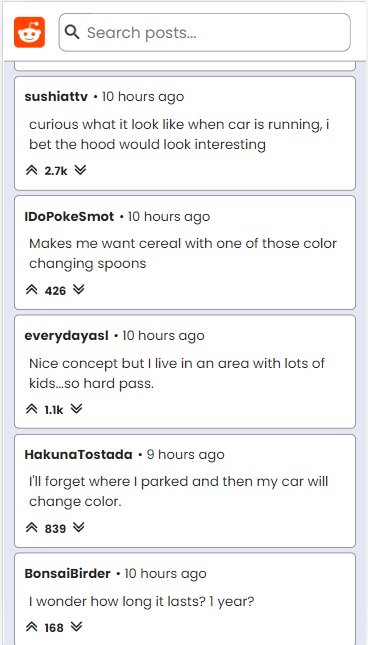 Search posts...
sushiattv • 10 hours ago
curious what it look like when car is running, i
bet the hood would look interesting
2.7k
IDoPokeSmot • 10 hours ago
Makes me want cereal with one of those color
changing spoons
426
everydayasl • 10 hours ago
Nice concept but I live in an area with lots of
kids...so hard pass.
1.1k
HakunaTostada • 9 hours ago
I'll forget where I parked and then my car will
change color.
839
BonsaiBirder • 10 hours ago
I wonder how long it lasts? 1 year?
168